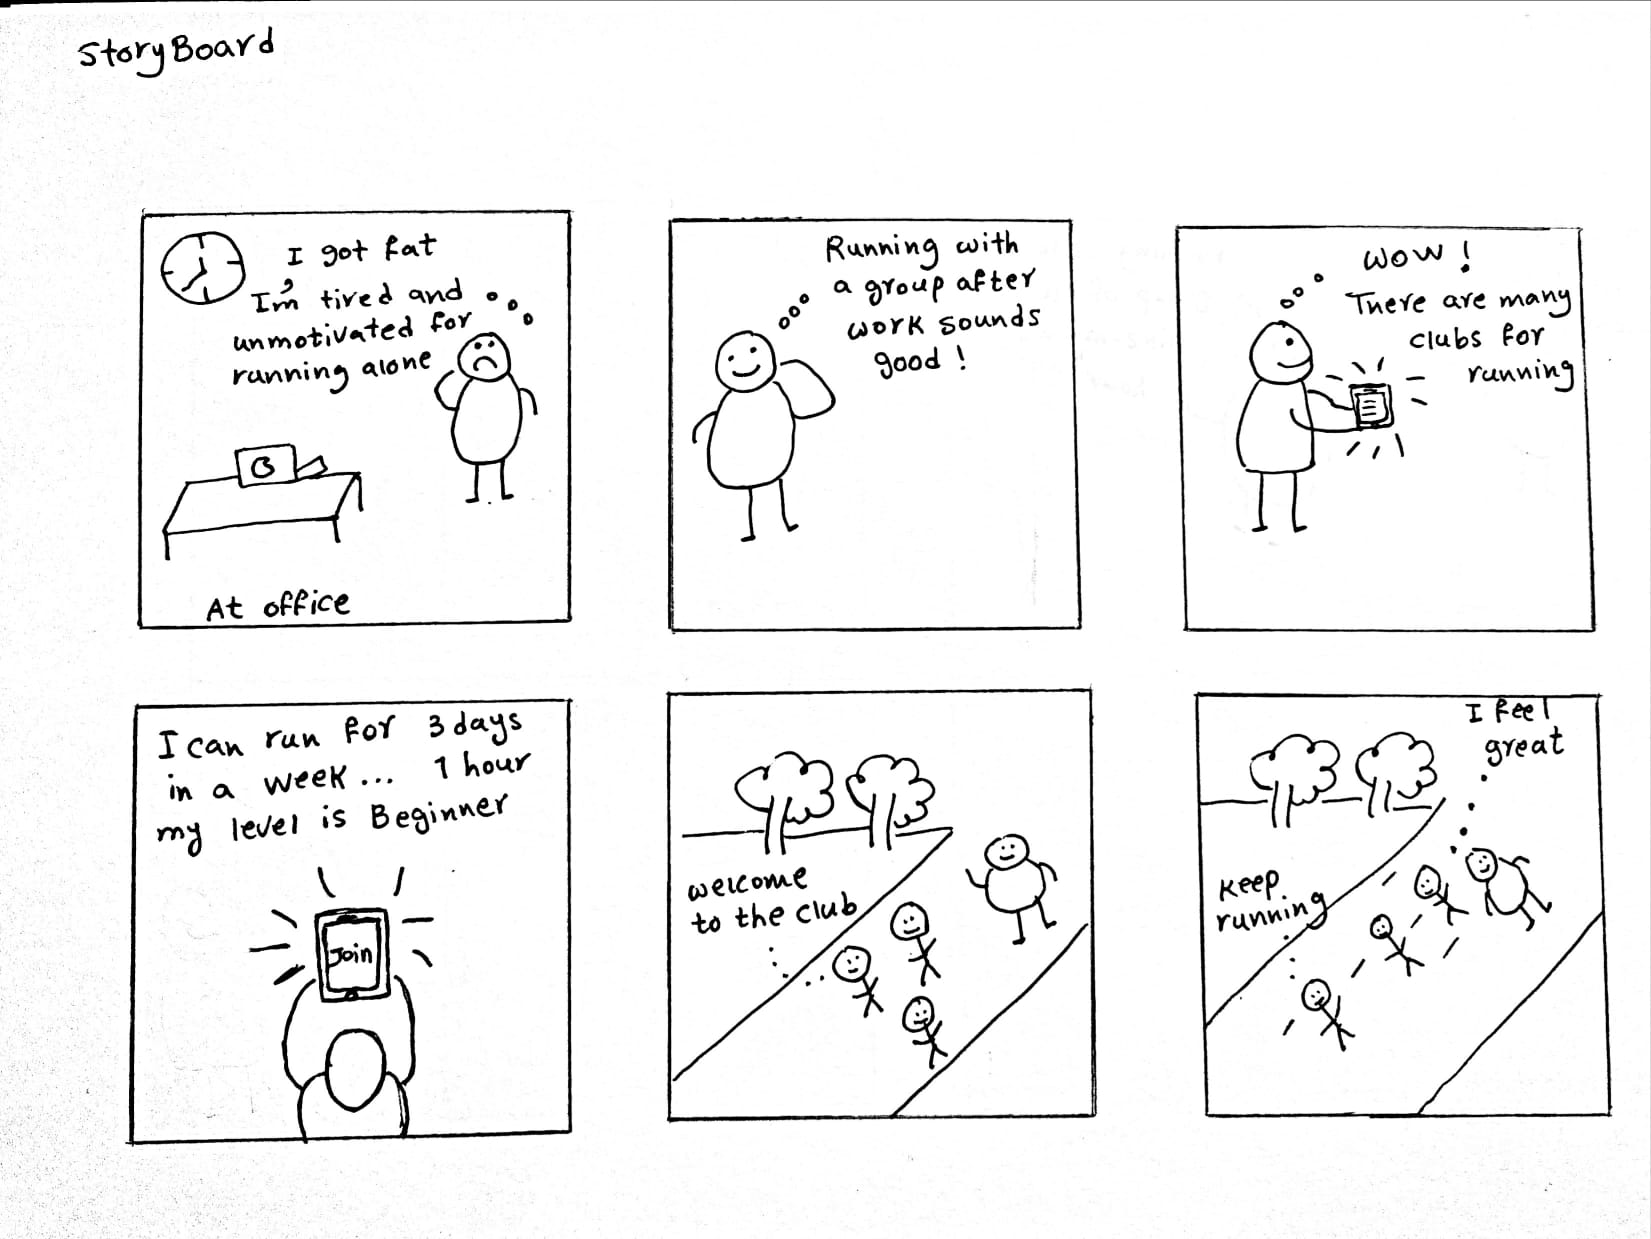 StoryBoard
I got fat
I'm tired and
unmotivated for
running alone
At office
Running with
a group after
work sounds
good!
Wow!
There are many
clubs for
running
I can run for 3 days
in a week... 1 hour
my level is Beginner
Join
welcome
to the club
I feel
great
Keep
running